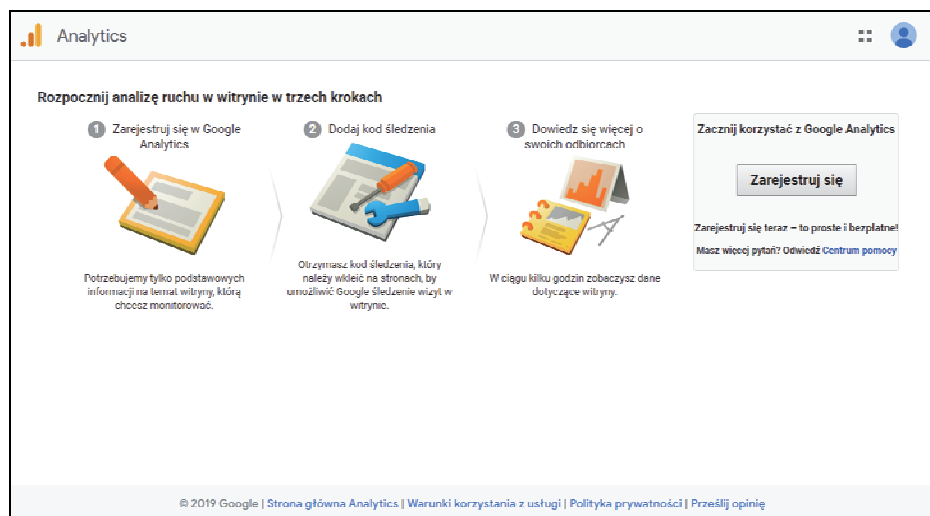 Analytics
Rozpocznij analizę ruchu w witrynie w trzech krokach
1 Zarejestruj się w Google
Analytics
Potrzebujemy tylko podstawowych
informacji na temat witryny, którą
chcesz monitorować.
2 Dodaj kod śledzenia
Otrzymasz kod śledzenia, który
należy wkleić na stronach, by
umożliwić Google śledzenie wizyt w
witrynie.
3 Dowiedz się więcej o
swoich odbiorcach
W ciągu kilku godzin zobaczysz dane
dotyczące witryny.
Zacznij korzystać z Google Analytics
Zarejestruj się
Zarejestruj się teraz – to proste i bezpłatne!
Masz więcej pytań? Odwiedź Centrum pomocy
© 2019 Google | Strona główna Analytics | Warunki korzystania z usługi | Polityka prywatności | Prześlij opinię